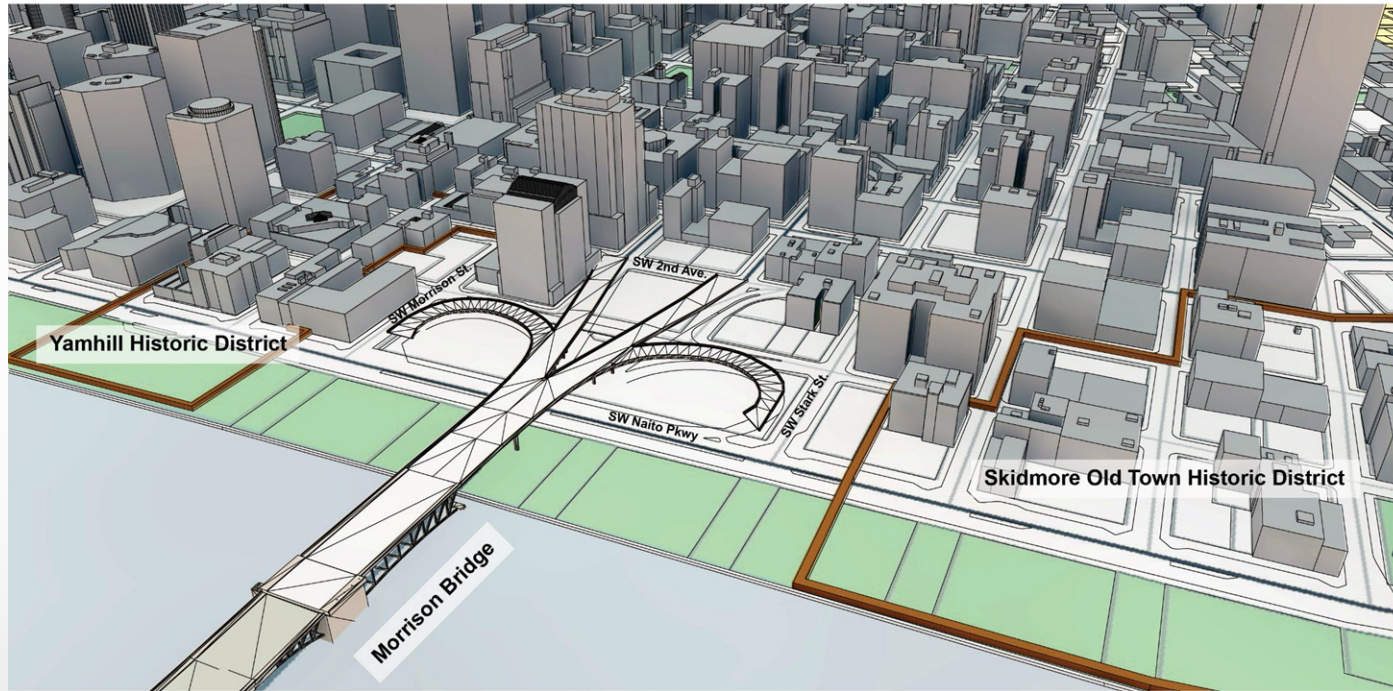 SW 2nd Ave.
SW Morrison St.
Yamhill Historic District
SW Stark St.
SW Naito Pkwy
Skidmore Old Town Historic District
Morrison Bridge